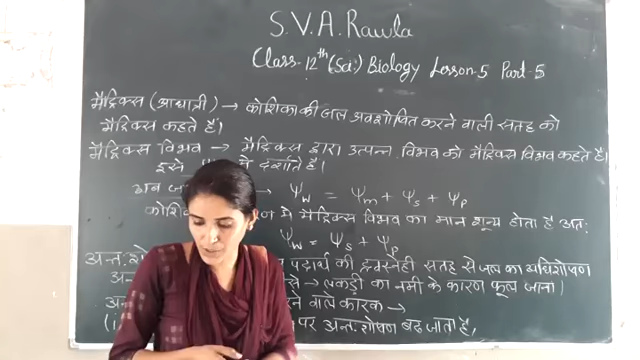 S.V.A. Rawla
Class-12th (Sci:) Biology Lesson-5 Part-5
मैट्रिक्स (आधात्री) → कोशिका की जल अवशोषित करने वाली सतह को
मैट्रिक्स कहते हैं।
मैट्रिक्स विभव → मैट्रिक्स द्वारा उत्पन्न विभव को मैट्रिक्स विभव कहते हैं।
इसे से दर्शाते है।
अब → Ψw = Ψm + Ψs + Ψp
में मैट्रिक्स विभव का मान शून्य होता है अतः
Ψw = Ψs + Ψp
पदार्थ की द्रवस्नेही सतह से जल का अधिशोषण
→ लकड़ी का नमी के कारण फूल जाना)
वाले कारक →
(i) पर अन्तःशोषण बढ़ जाता है,